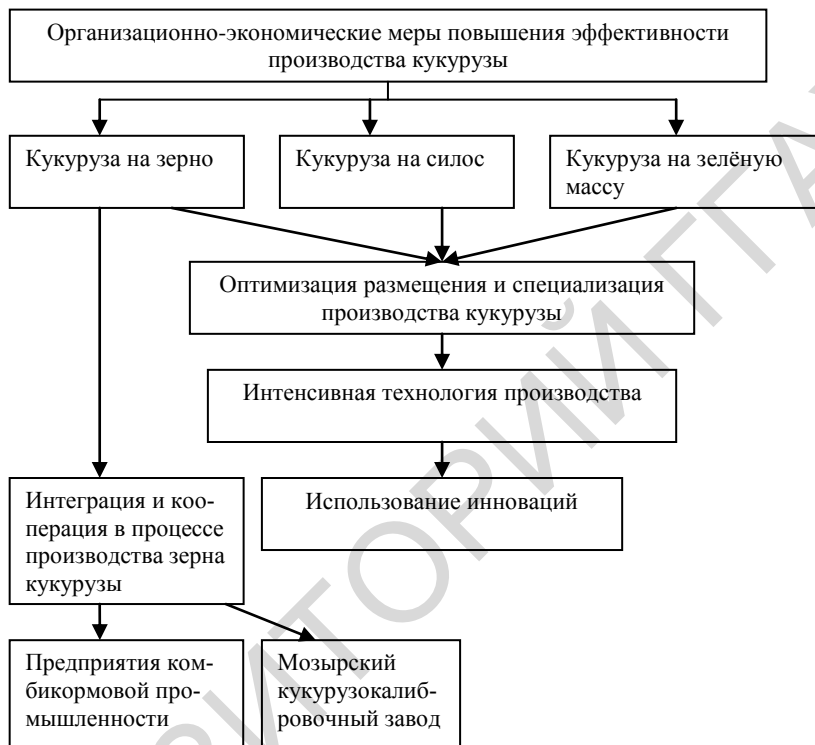 Организационно-экономические меры повышения эффективности
производства кукурузы
Кукуруза на зерно
Кукуруза на силос
Кукуруза на зелёную
массу
Оптимизация размещения и специализация
производства кукурузы
Интенсивная технология производства
Интеграция и коо-
перация в процессе
производства зерна
кукурузы
Использование инноваций
Предприятия ком-
бикормовой про-
мышленности
Мозырский
кукурузокалиб-
ровочный завод